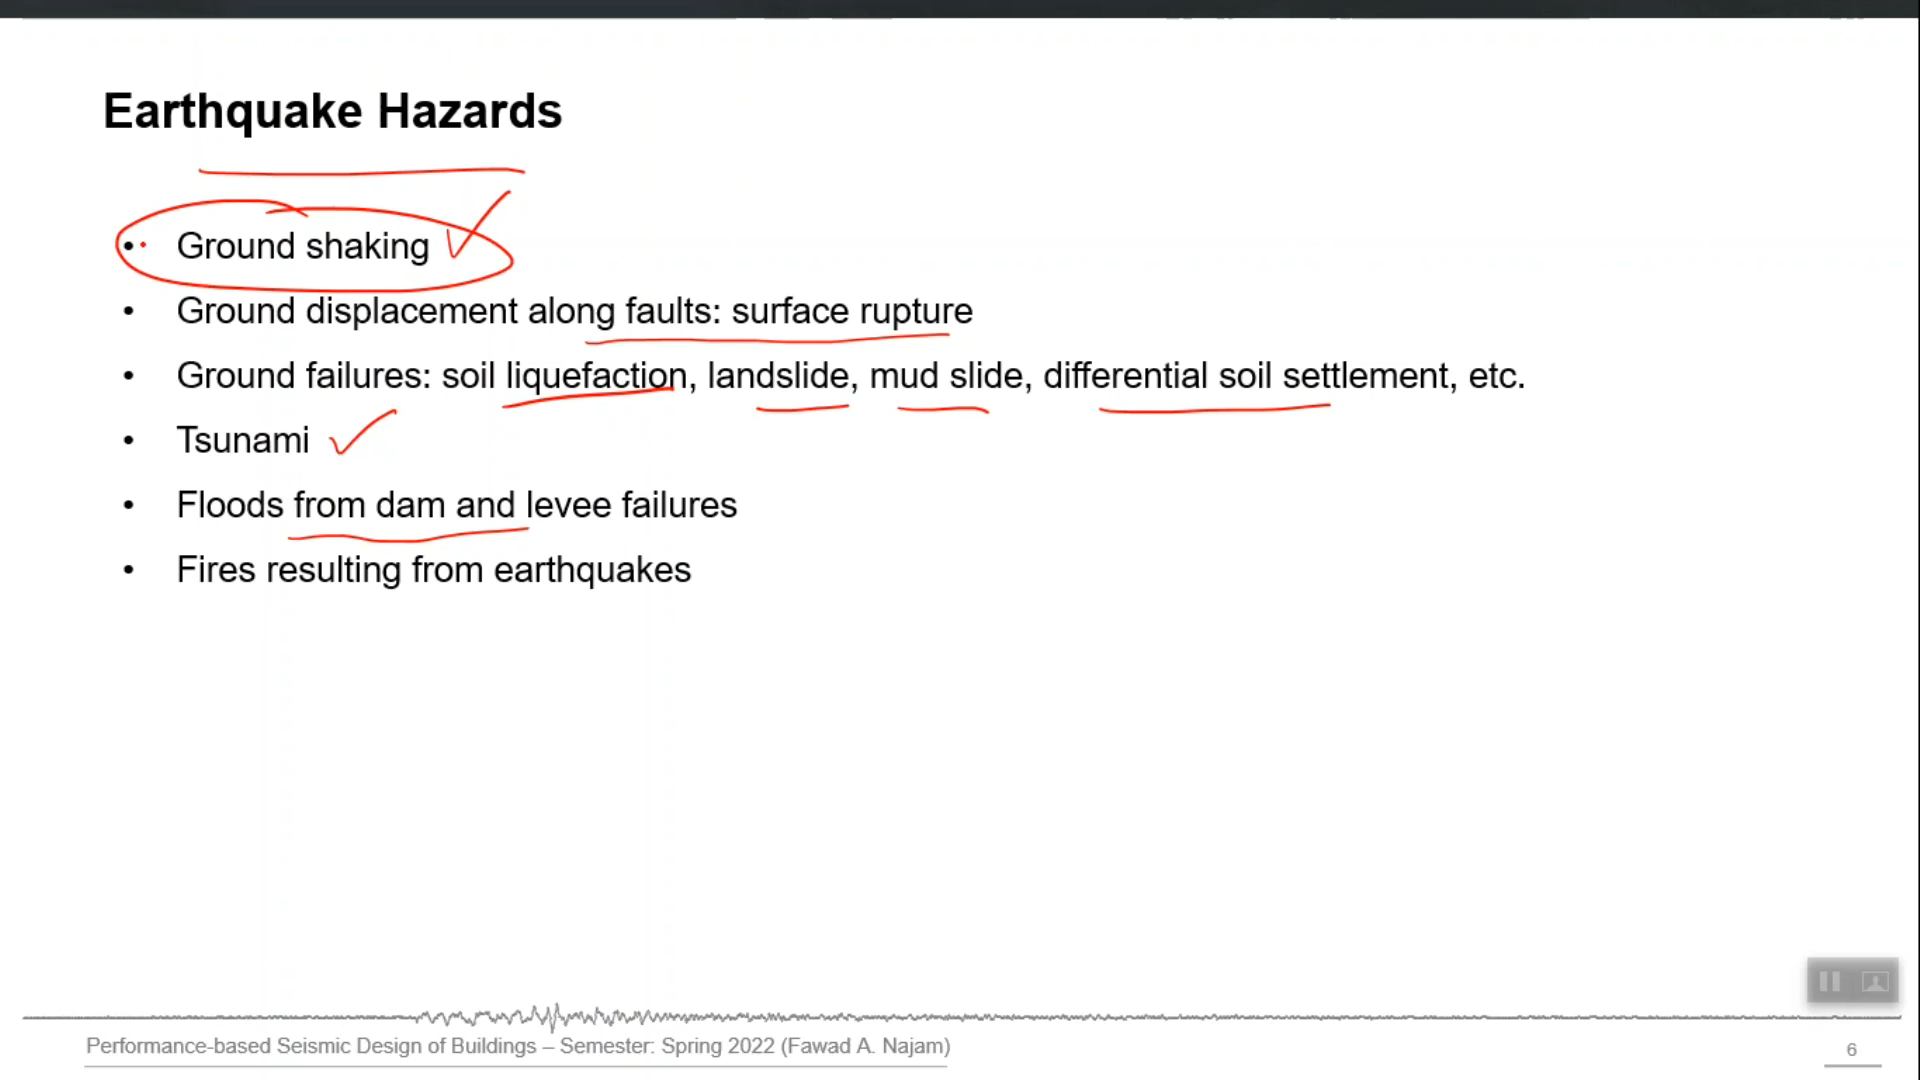 Earthquake Hazards
• Ground shaking
• Ground displacement along faults: surface rupture
• Ground failures: soil liquefaction, landslide, mud slide, differential soil settlement, etc.
• Tsunami
• Floods from dam and levee failures
• Fires resulting from earthquakes
Performance-based Seismic Design of Buildings – Semester: Spring 2022 (Fawad A. Najam)
6